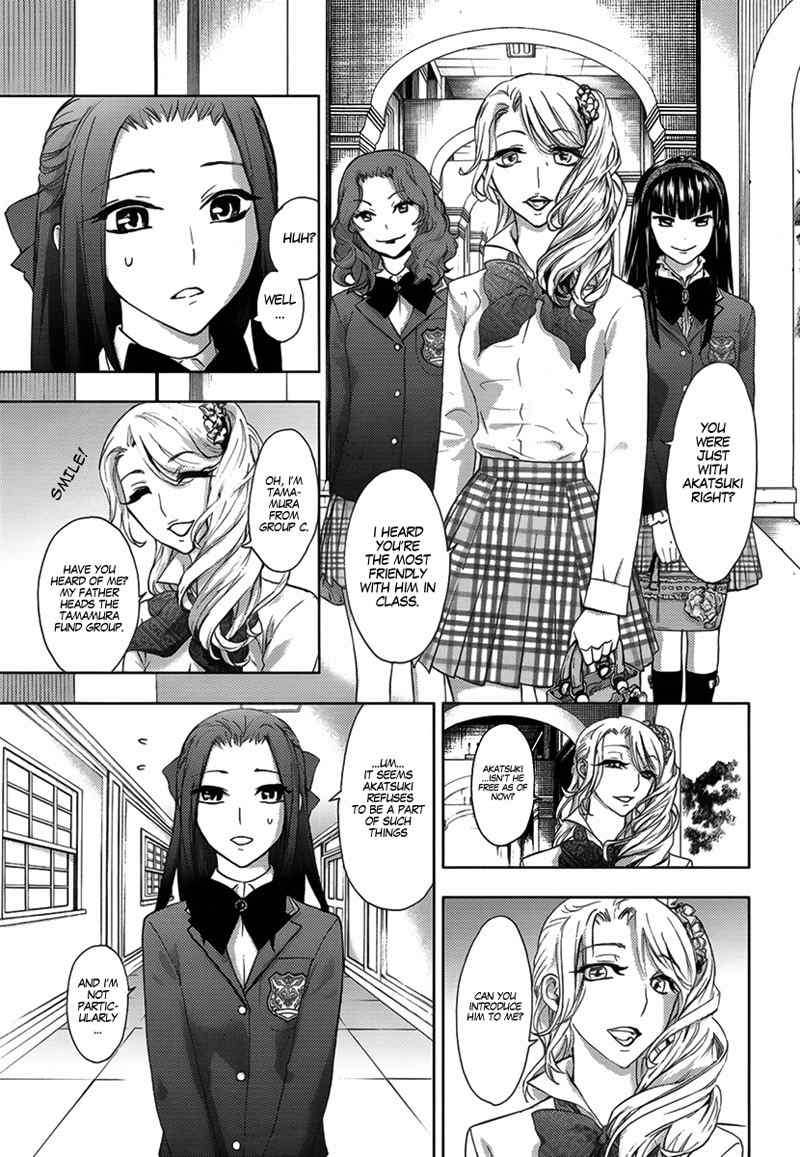 YOU
WERE
JUST
WITH
AKATSUKI
RIGHT?
I HEARD
YOU'RE
THE MOST
FRIENDLY
WITH HIM
IN CLASS.
HUH?
WELL
...
SMILE!
OH, I'M
TAMA-
MURA
FROM
GROUP C.
HAVE YOU
HEARD OF ME?
MY FATHER
HEADS THE
TAMAMURA
FUND GROUP.
AKATSUKI
...ISN'T HE
FREE AS OF
NOW?
CAN YOU
INTRODUCE
HIM TO ME?
...UM...
IT SEEMS
AKATSUKI
REFUSES
TO BE A PART
OF SUCH
THINGS
AND I'M
NOT
PARTIC-
ULARLY
...